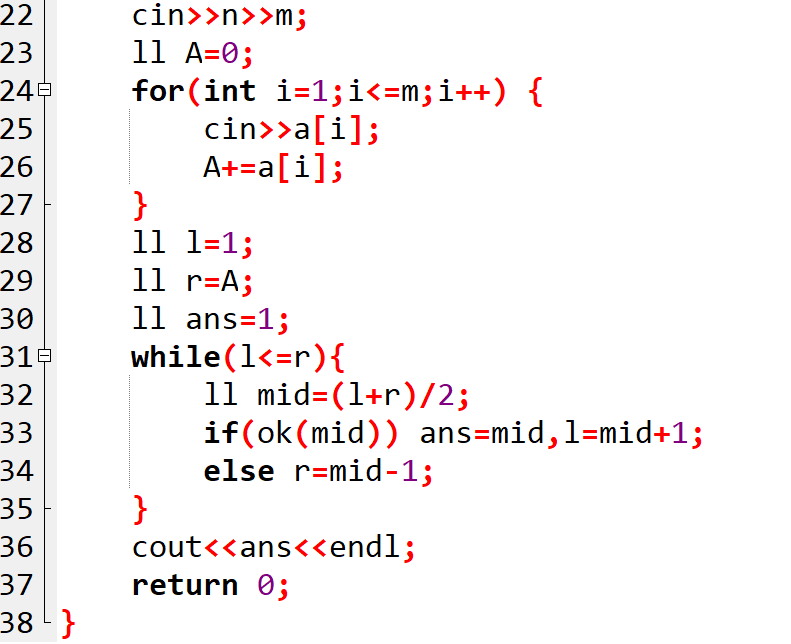 22 cin>>n>>m;
23 ll A=0;
24 for(int i=1;i<=m;i++) {
25 cin>>a[i];
26 A+=a[i];
27 }
28 ll l=1;
29 ll r=A;
30 ll ans=1;
31 while(l<=r){
32 ll mid=(l+r)/2;
33 if(ok(mid)) ans=mid,l=mid+1;
34 else r=mid-1;
35 }
36 cout<<ans<<endl;
37 return 0;
38 }